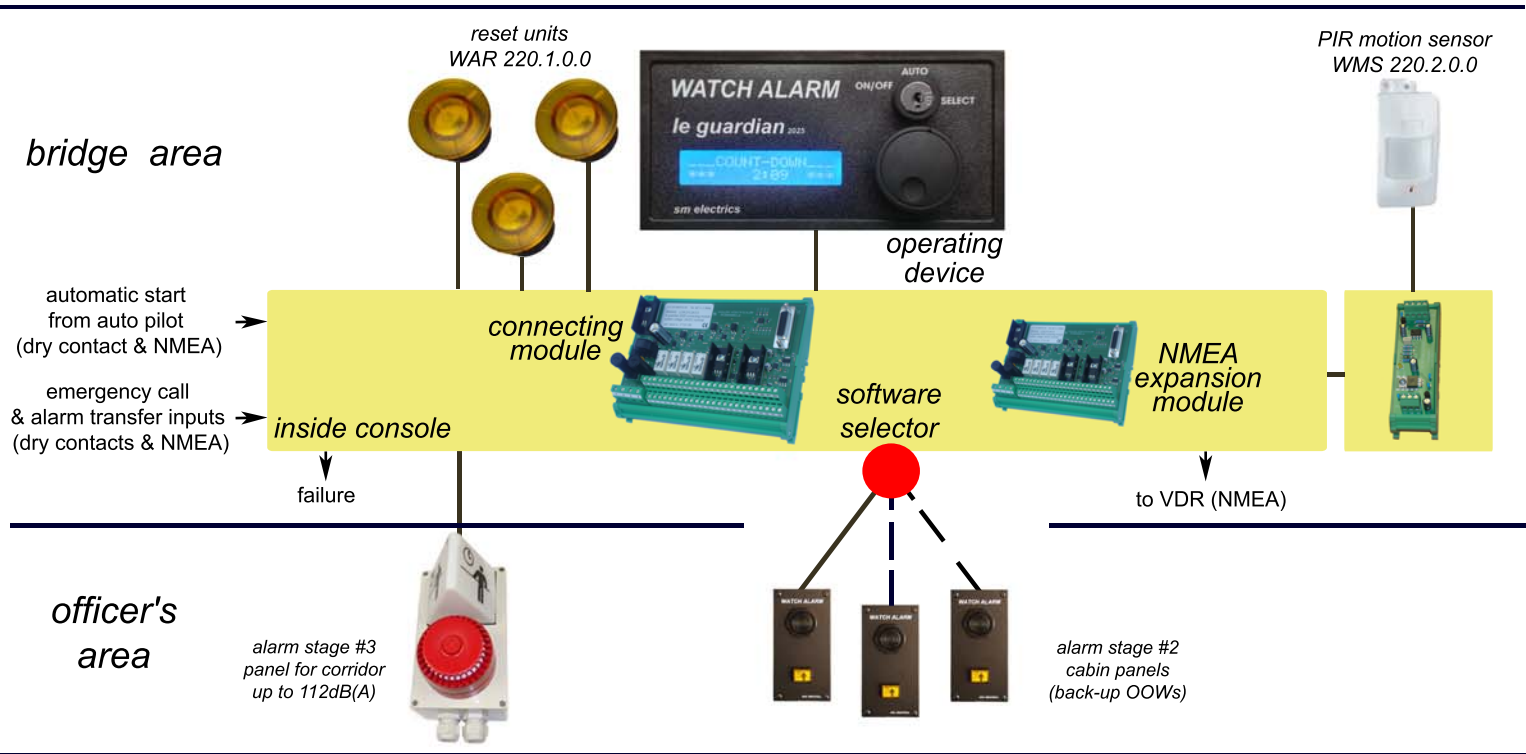 reset units
WAR 220.1.0.0
PIR motion sensor
WMS 220.2.0.0
WATCH ALARM
AUTO
ON/OFF
SELECT
le guardian 2025
COUNT-DOWN
2:89
sm electrics
bridge area
operating
device
automatic start
from auto pilot
(dry contact & NMEA)
connecting
module
NMEA
expansion
module
emergency call
& alarm transfer inputs
(dry contacts & NMEA)
inside console
software
selector
failure
to VDR (NMEA)
officer's
area
alarm stage #3
panel for corridor
up to 112dB(A)
WATCH ALARM
WATCH ALARM
WATCH ALARM
alarm stage #2
cabin panels
(back-up OOWs)